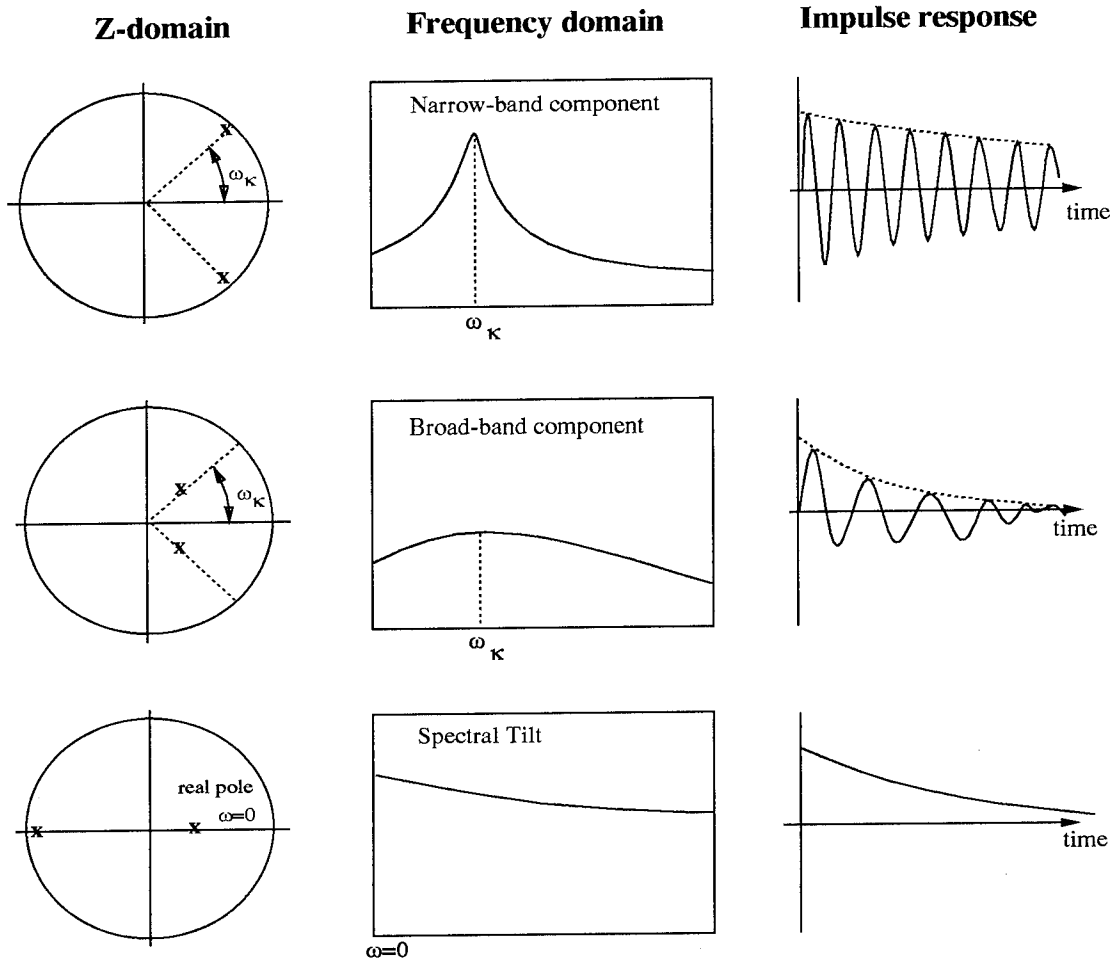 Z-domain
Frequency domain
Impulse response
Narrow-band component
x
ωκ
x
ωκ
time
Broad-band component
x
ωκ
x
ωκ
time
Spectral Tilt
real pole
ω=0
x
x
ω=0
time